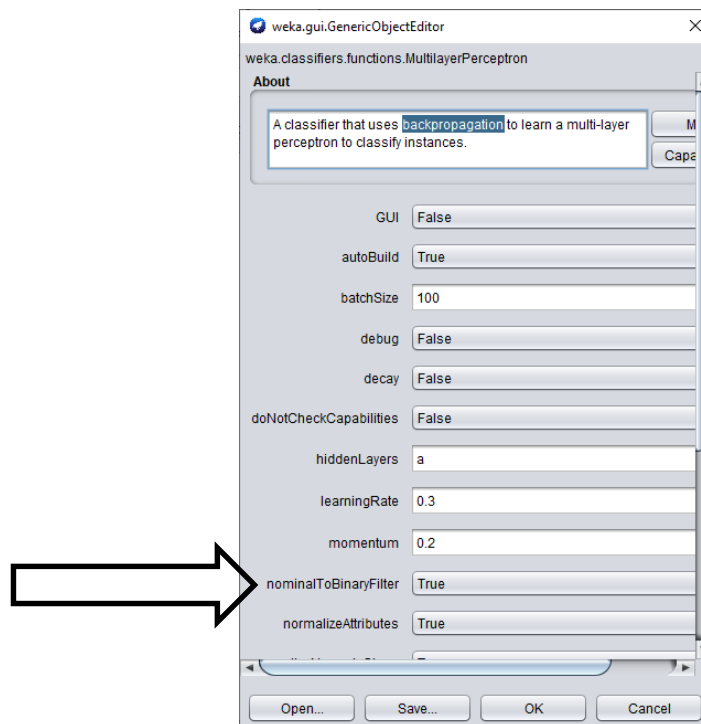 weka.gui.GenericObjectEditor
weka.classifiers.functions.MultilayerPerceptron
About
A classifier that uses backpropagation to learn a multi-layer
perceptron to classify instances.
M
Capa
GUI False
autoBuild True
batchSize 100
debug False
decay False
doNotCheckCapabilities False
hiddenLayers a
learningRate 0.3
momentum 0.2
nominalToBinaryFilter True
normalizeAttributes True
Open... Save... OK Cancel